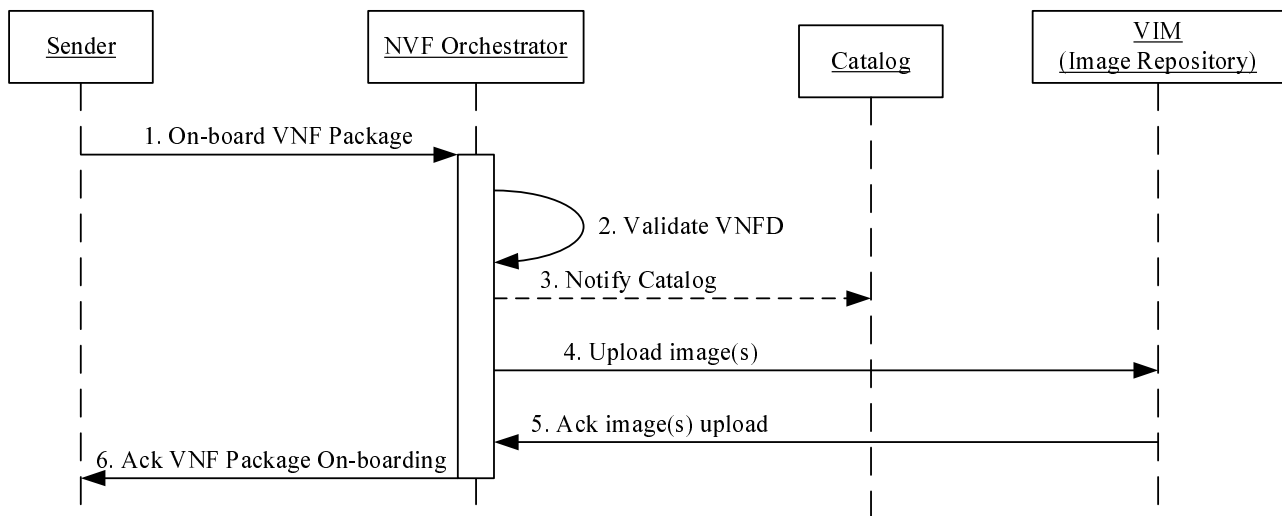 Sender
NVF Orchestrator
Catalog
VIM
(Image Repository)
1. On-board VNF Package
2. Validate VNFD
3. Notify Catalog
4. Upload image(s)
5. Ack image(s) upload
6. Ack VNF Package On-boarding